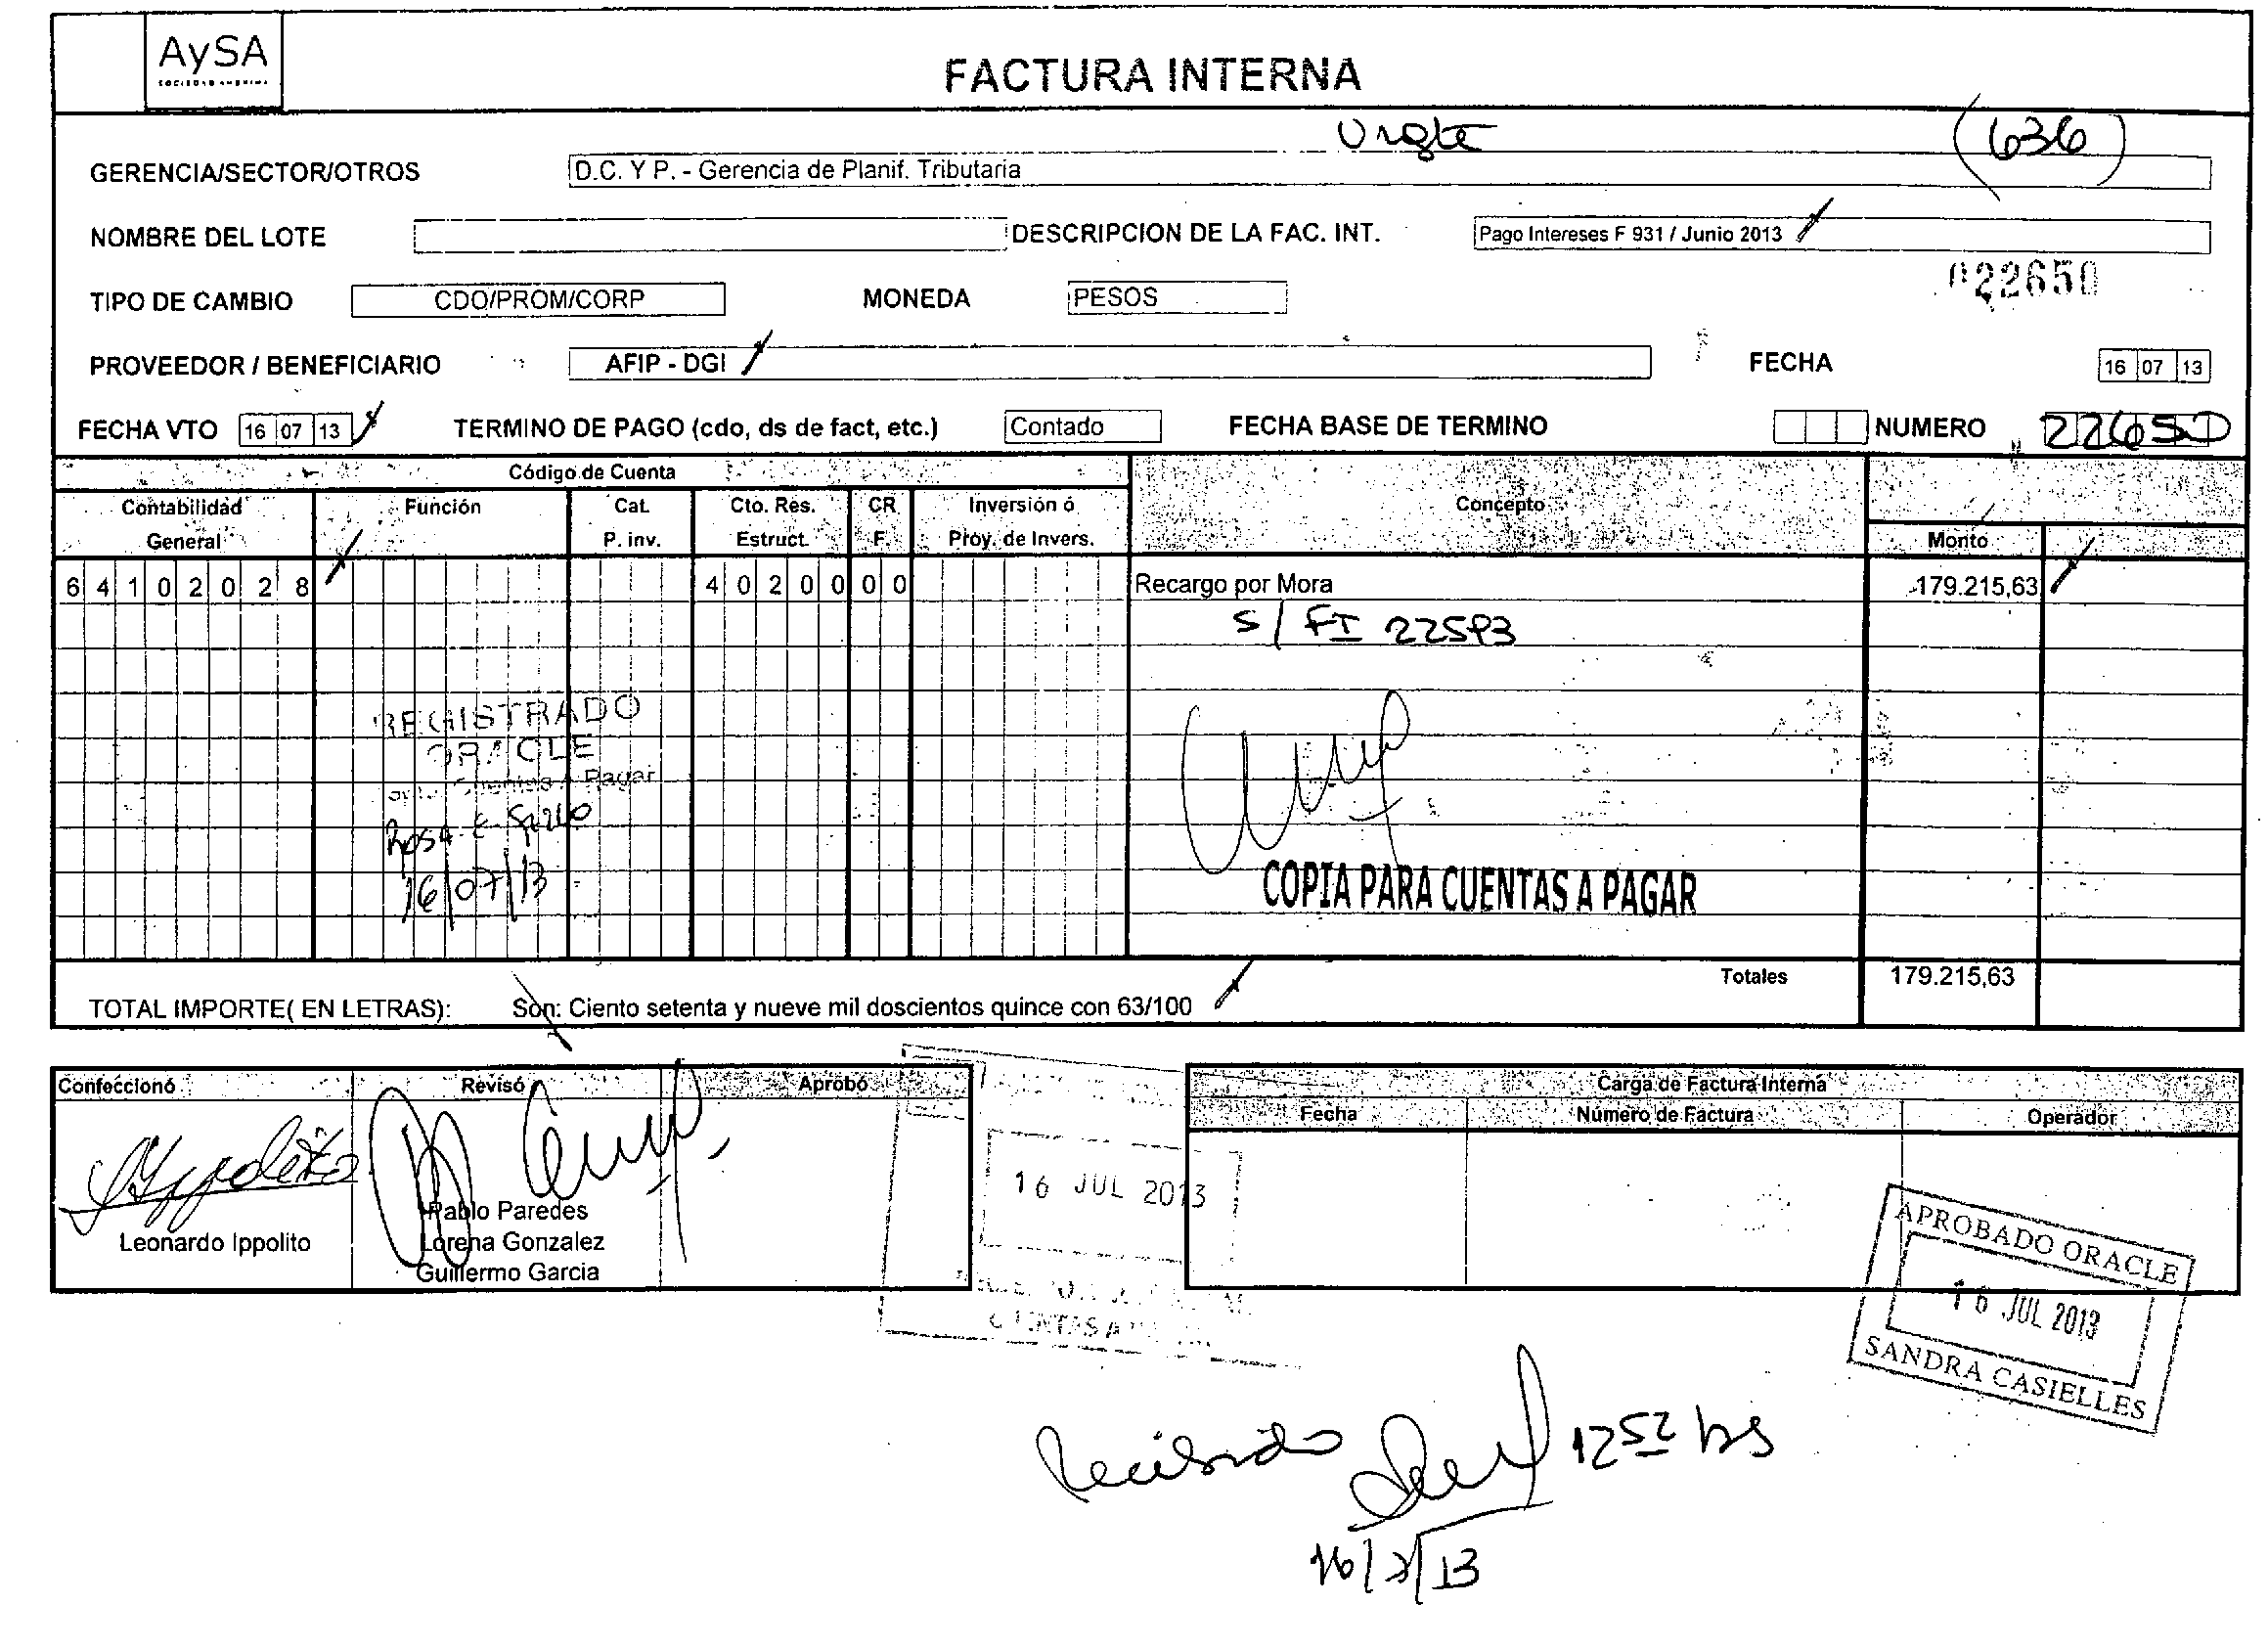 AySA
SOCIEDAD ANONIMA
FACTURA INTERNA
Urgte
(636)
GERENCIA/SECTOR/OTROS D.C. Y P. - Gerencia de Planif. Tributaria
NOMBRE DEL LOTE DESCRIPCION DE LA FAC. INT. Pago Intereses F 931 / Junio 2013
022650
TIPO DE CAMBIO CDO/PROM/CORP MONEDA PESOS
PROVEEDOR / BENEFICIARIO AFIP - DGI FECHA 16 07 13
FECHA VTO 16 07 13 TERMINO DE PAGO (cdo, ds de fact, etc.) Contado FECHA BASE DE TERMINO NUMERO 22650
Código de Cuenta
Contabilidad General Función Cat. P. inv. Cto. Res. Estruct. CR F. Inversión ó Proy. de Invers. Concepto Monto
6 4 1 0 2 0 2 8 4 0 2 0 0 0 0 Recargo por Mora 179.215,63
S/ FI 22593
REGISTRADO
ORACLE
Cuentas A Pagar
Rosa E.
16/07/13
COPIA PARA CUENTAS A PAGAR
Totales 179.215,63
TOTAL IMPORTE( EN LETRAS): Son: Ciento setenta y nueve mil doscientos quince con 63/100
Confeccionó Revisó Aprobó
Leonardo Ippolito
Pablo Paredes
Lorena Gonzalez
Guillermo Garcia
16 JUL 2013
CUENTAS A
Carga de Factura Interna
Fecha Número de Factura Operador
APROBADO ORACLE
16 JUL 2013
SANDRA CASIELLES
Recibido 12 52 hs
16/7/13